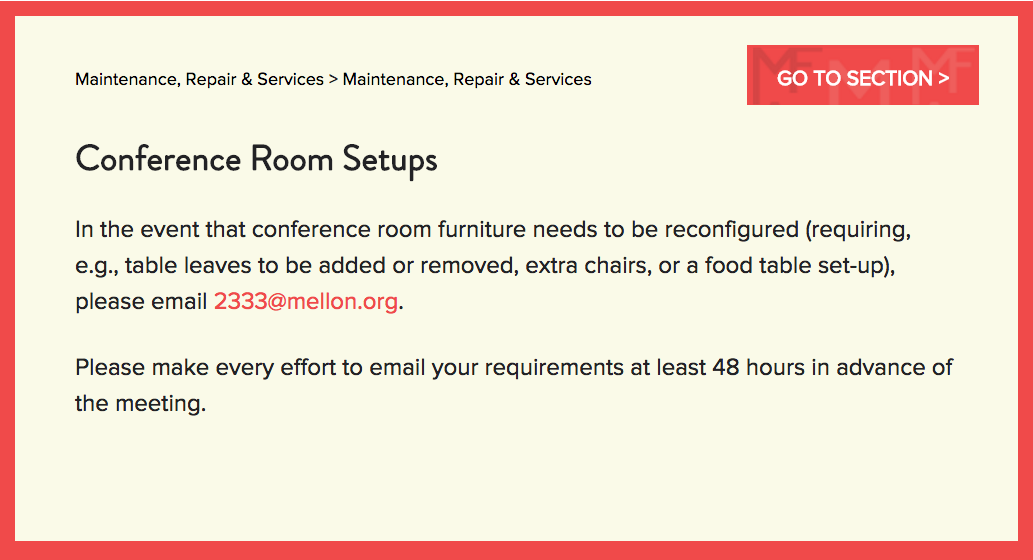 Maintenance, Repair & Services > Maintenance, Repair & Services
GO TO SECTION >
Conference Room Setups
In the event that conference room furniture needs to be reconfigured (requiring,
e.g., table leaves to be added or removed, extra chairs, or a food table set-up),
please email 2333@mellon.org.
Please make every effort to email your requirements at least 48 hours in advance of
the meeting.